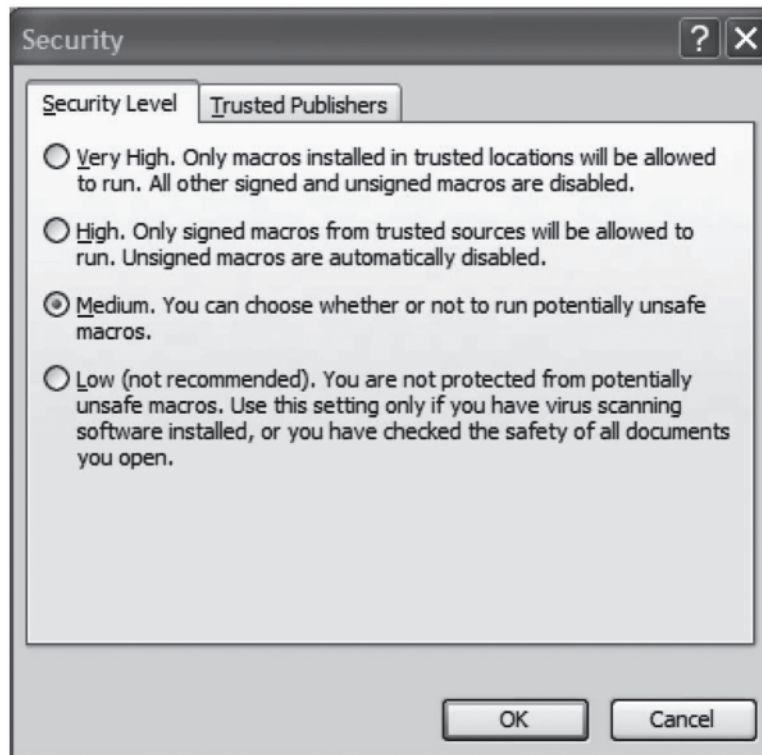 Security
? X
Security Level Trusted Publishers
Very High. Only macros installed in trusted locations will be allowed
to run. All other signed and unsigned macros are disabled.
High. Only signed macros from trusted sources will be allowed to
run. Unsigned macros are automatically disabled.
Medium. You can choose whether or not to run potentially unsafe
macros.
Low (not recommended). You are not protected from potentially
unsafe macros. Use this setting only if you have virus scanning
software installed, or you have checked the safety of all documents
you open.
OK Cancel